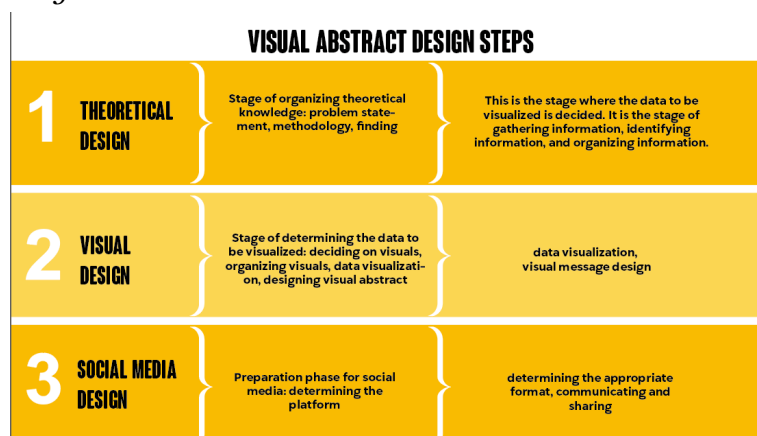 VISUAL ABSTRACT DESIGN STEPS
1
THEORETICAL
DESIGN
Stage of organizing theoretical
knowledge: problem state-
ment, methodology, finding
This is the stage where the data to be
visualized is decided. It is the stage of
gathering information, identifying
information, and organizing information.
2
VISUAL
DESIGN
Stage of determining the data to
be visualized: deciding on visuals,
organizing visuals, data visualizati-
on, designing visual abstract
data visualization,
visual message design
3
SOCIAL MEDIA
DESIGN
Preparation phase for social
media: determining the
platform
determining the appropriate
format, communicating and
sharing